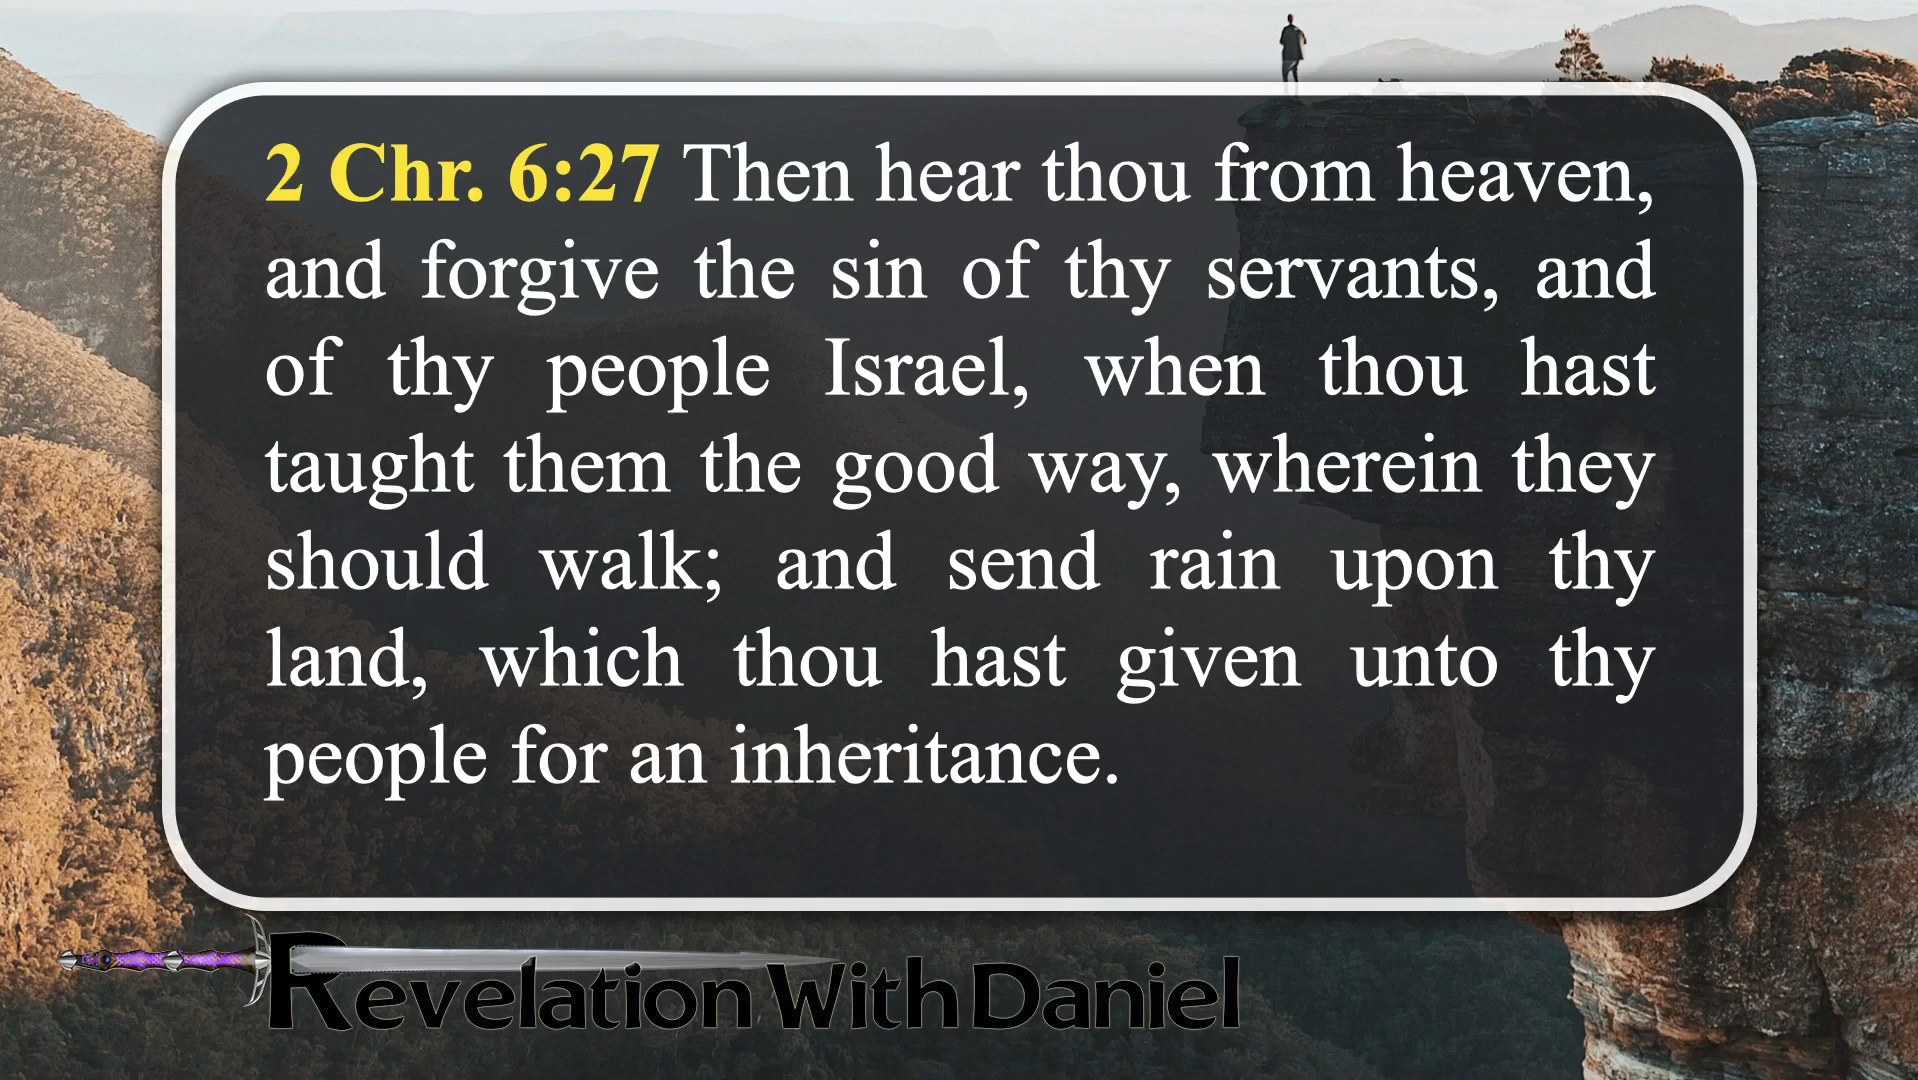 2 Chr. 6:27 Then hear thou from heaven,
and forgive the sin of thy servants, and
of thy people Israel, when thou hast
taught them the good way, wherein they
should walk; and send rain upon thy
land, which thou hast given unto thy
people for an inheritance.
Revelation With Daniel